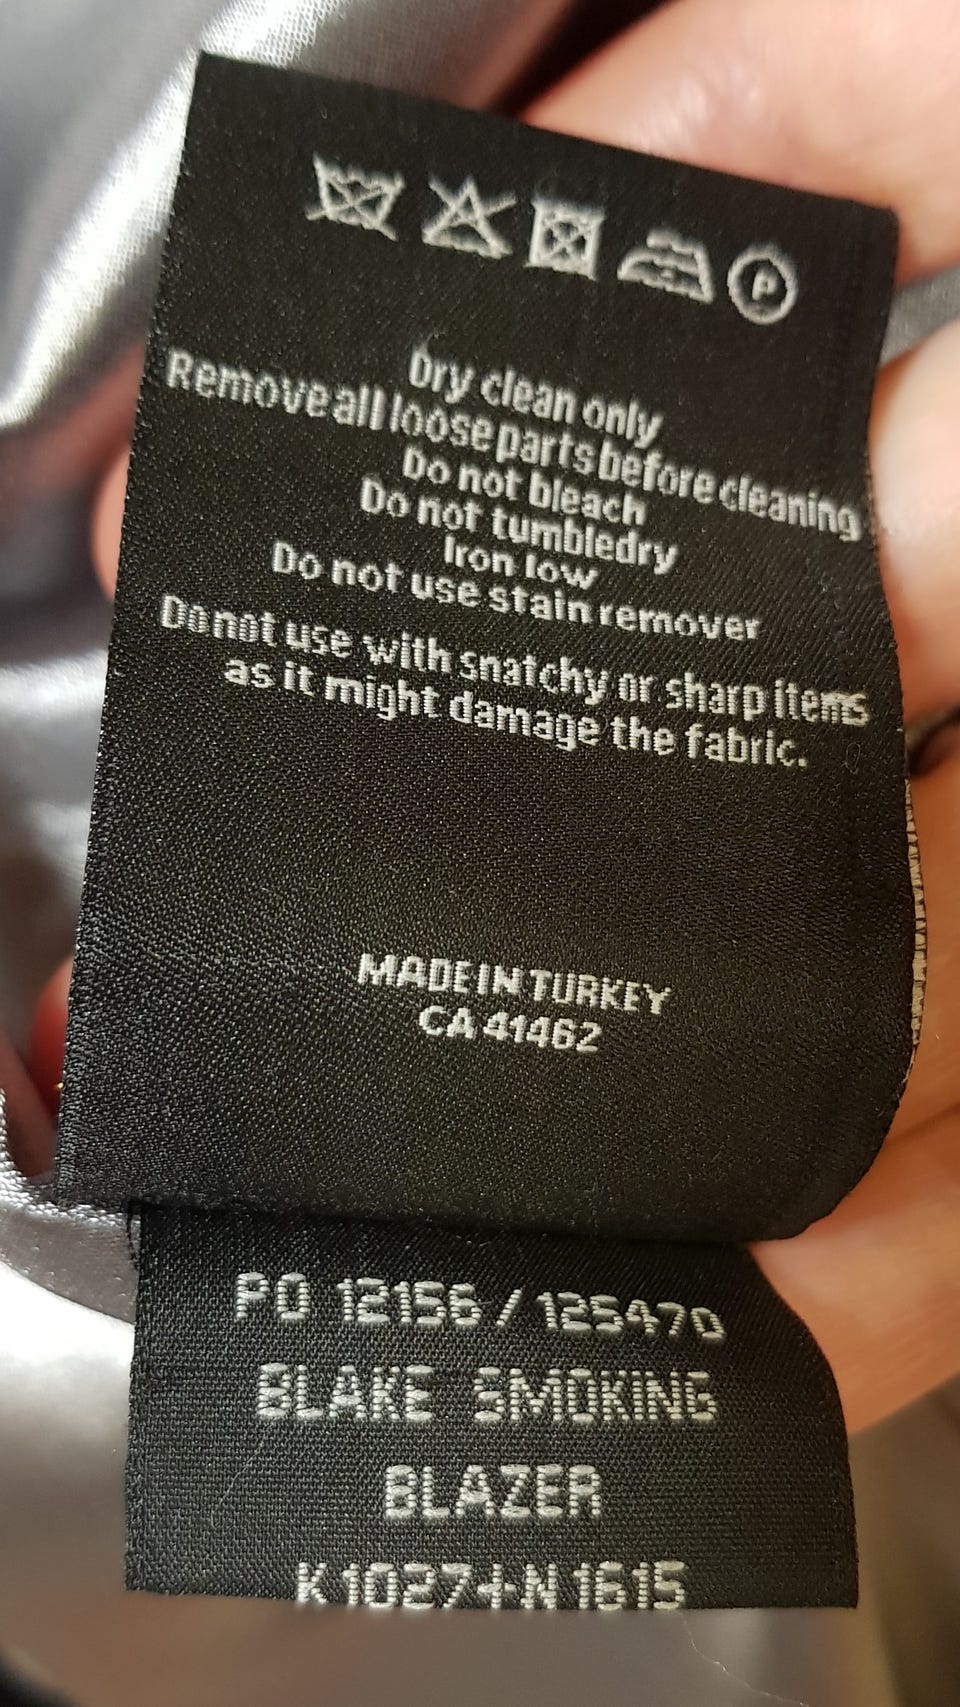 P
Dry clean only
Remove all loose parts before cleaning
Do not bleach
Do not tumbledry
Iron low
Do not use stain remover
Do not use with snatchy or sharp items
as it might damage the fabric.
MADE IN TURKEY
CA 41462
PO 12156 / 125470
BLAKE SMOKING
BLAZER